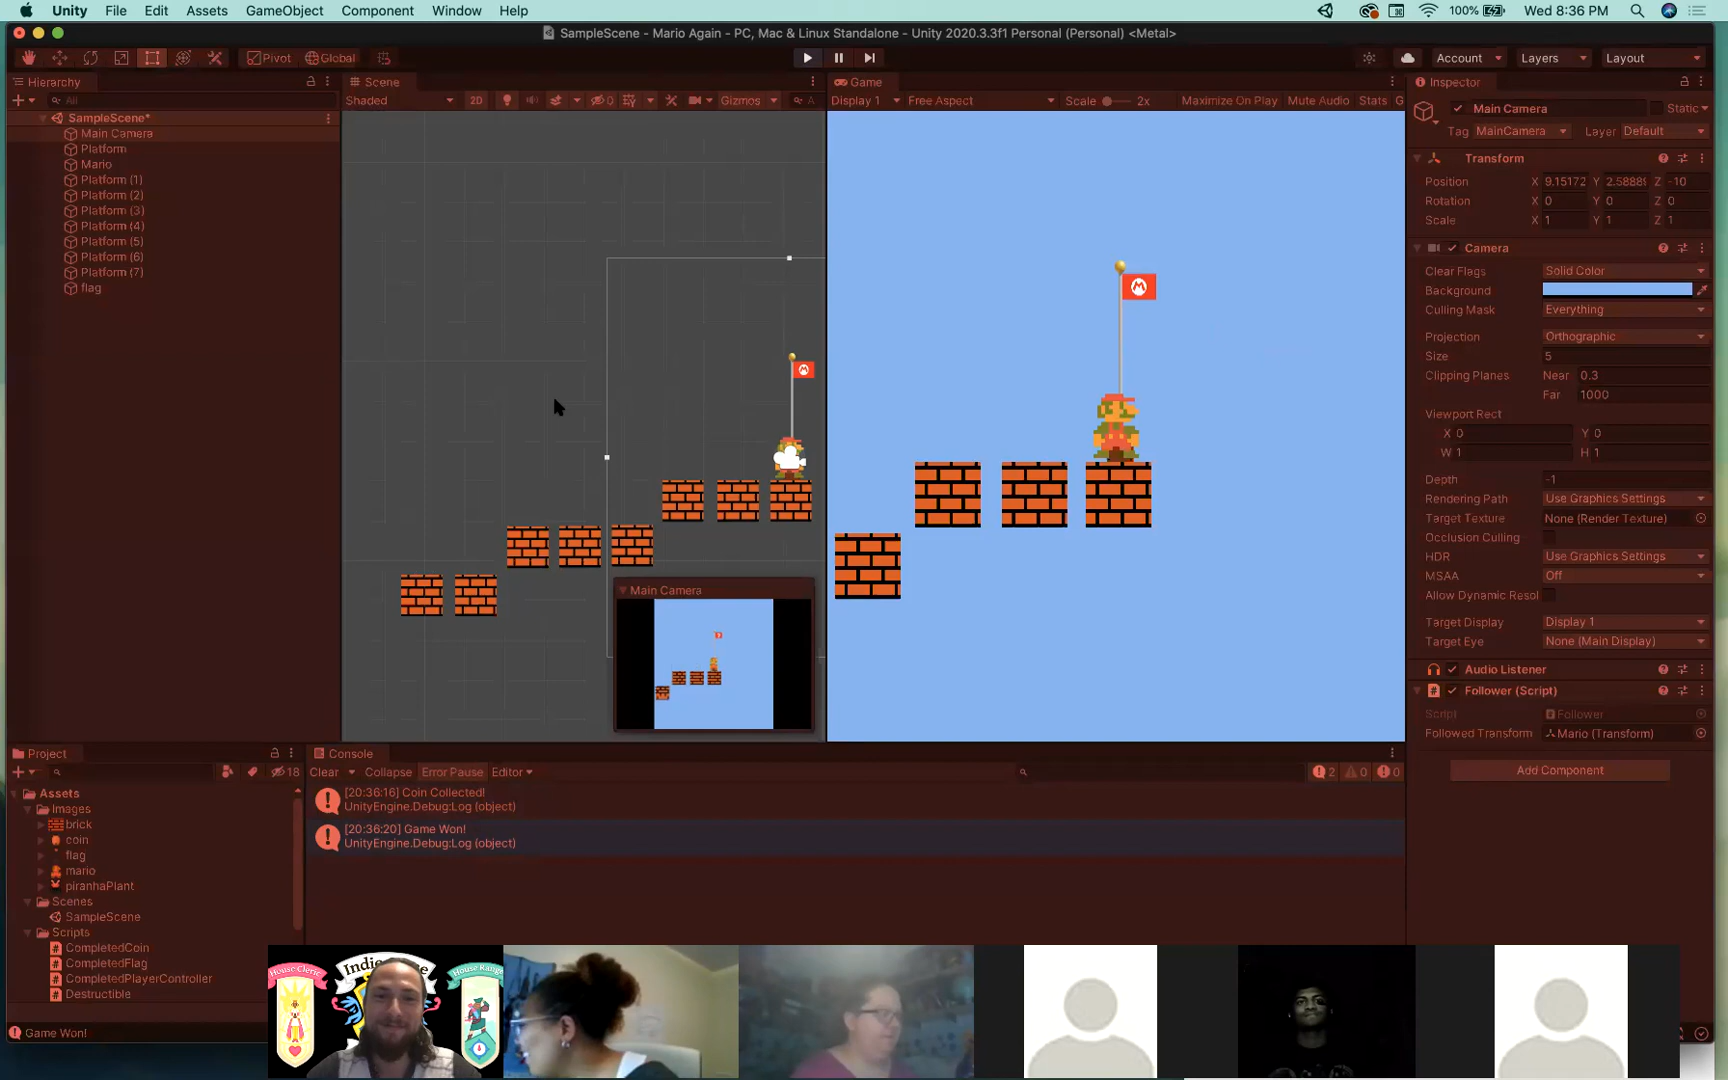 Unity File Edit Assets GameObject Component Window Help 100% Wed 8:36 PM
SampleScene - Mario Again - PC, Mac & Linux Standalone - Unity 2020.3.3f1 Personal (Personal) <Metal>
Pivot Global Account Layers Layout
Hierarchy Scene Game Inspector
All Shaded 2D 0 Gizmos A Display 1 Free Aspect Scale 2x Maximize On Play Mute Audio Stats G
SampleScene*
Main Camera
Platform
Mario
Platform (1)
Platform (2)
Platform (3)
Platform (4)
Platform (5)
Platform (6)
Platform (7)
flag
M
M
Main Camera
Main Camera Static
Tag MainCamera Layer Default
Transform
Position X 9.15172 Y 2.5888 Z -10
Rotation X 0 Y 0 Z 0
Scale X 1 Y 1 Z 1
Camera
Clear Flags Solid Color
Background
Culling Mask Everything
Projection Orthographic
Size 5
Clipping Planes Near 0.3
Far 1000
Viewport Rect
X 0 Y 0
W 1 H 1
Depth -1
Rendering Path Use Graphics Settings
Target Texture None (Render Texture)
Occlusion Culling
HDR Use Graphics Settings
MSAA Off
Allow Dynamic Resol
Target Display Display 1
Target Eye None (Main Display)
Audio Listener
Follower (Script)
Script Follower
Followed Transform Mario (Transform)
Add Component
Project Console
18 Clear Collapse Error Pause Editor 2 0 0
Assets
Images
brick
coin
flag
mario
piranhaPlant
Scenes
SampleScene
Scripts
CompletedCoin
CompletedFlag
CompletedPlayerController
Destructible
[20:36:16] Coin Collected!
UnityEngine.Debug:Log (object)
[20:36:20] Game Won!
UnityEngine.Debug:Log (object)
Game Won!
House Cleric